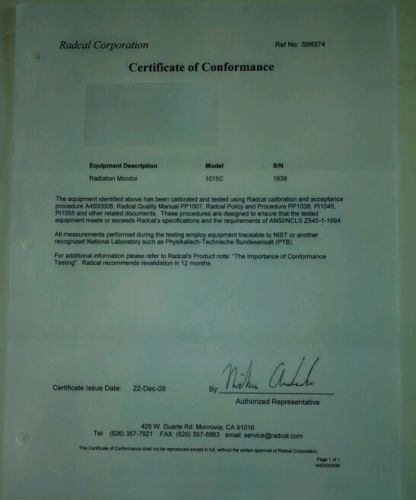 Radcal Corporation
Ref No: S96374
Certificate of Conformance
Equipment Description Model S/N
Radiation Monitor 1015C 1839
The equipment identified above has been calibrated and tested using Radcal calibration and acceptance
procedure A4500005, Radcal Quality Manual PP1007, Radcal Policy and Procedure PP1038, PI1045,
PI1055 and other related documents. These procedures are designed to ensure that the tested
equipment meets or exceeds Radcal's specifications and the requirements of ANSI/NCLS Z540-1-1994.
All measurements performed during the testing employ equipment traceable to NIST or another
recognized National Laboratory such as Physikalisch-Technische Bundesansalt (PTB).
For additional information please refer to Radcal's Product note: "The Importance of Conformance
Testing". Radcal recommends revalidation in 12 months.
Certificate Issue Date: 22-Dec-09 By:
Authorized Representative
426 W. Duarte Rd. Monrovia, CA 91016
Tel: (626) 357-7921 FAX: (626) 357-8863 email: service@radcal.com
This Certificate of Conformance shall not be reproduced except in full, without the written approval of Radcal Corporation.
Page 1 of 1